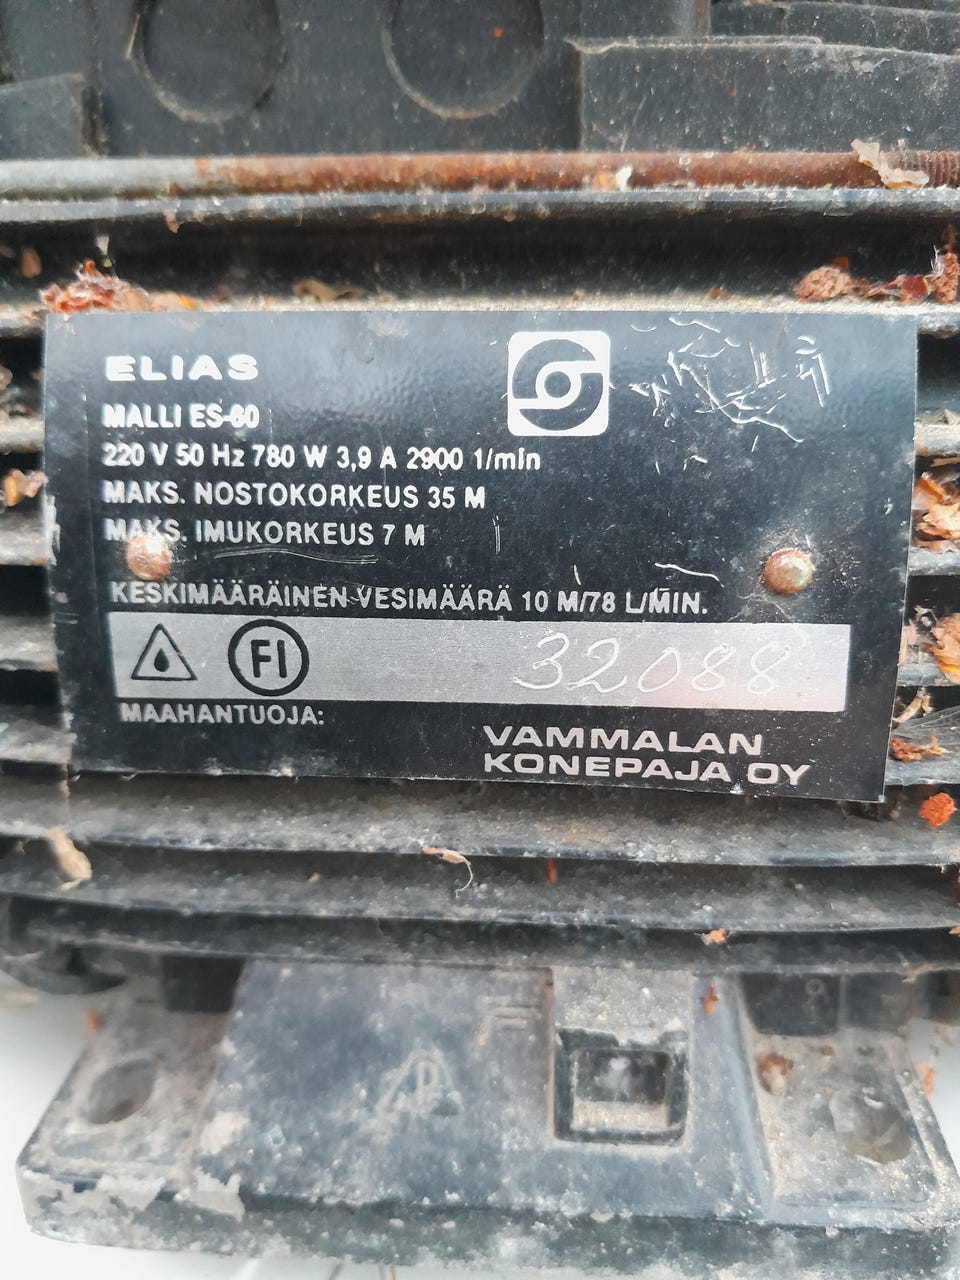 ELIAS
MALLI ES-60
220 V 50 Hz 780 W 3,9 A 2900 1/min
MAKS. NOSTOKORKEUS 35 M
MAKS. IMUKORKEUS 7 M
KESKIMÄÄRÄINEN VESIMÄÄRÄ 10 M/78 L/MIN.
FI 32088
MAAHANTUOJA:
VAMMALAN
KONEPAJA OY